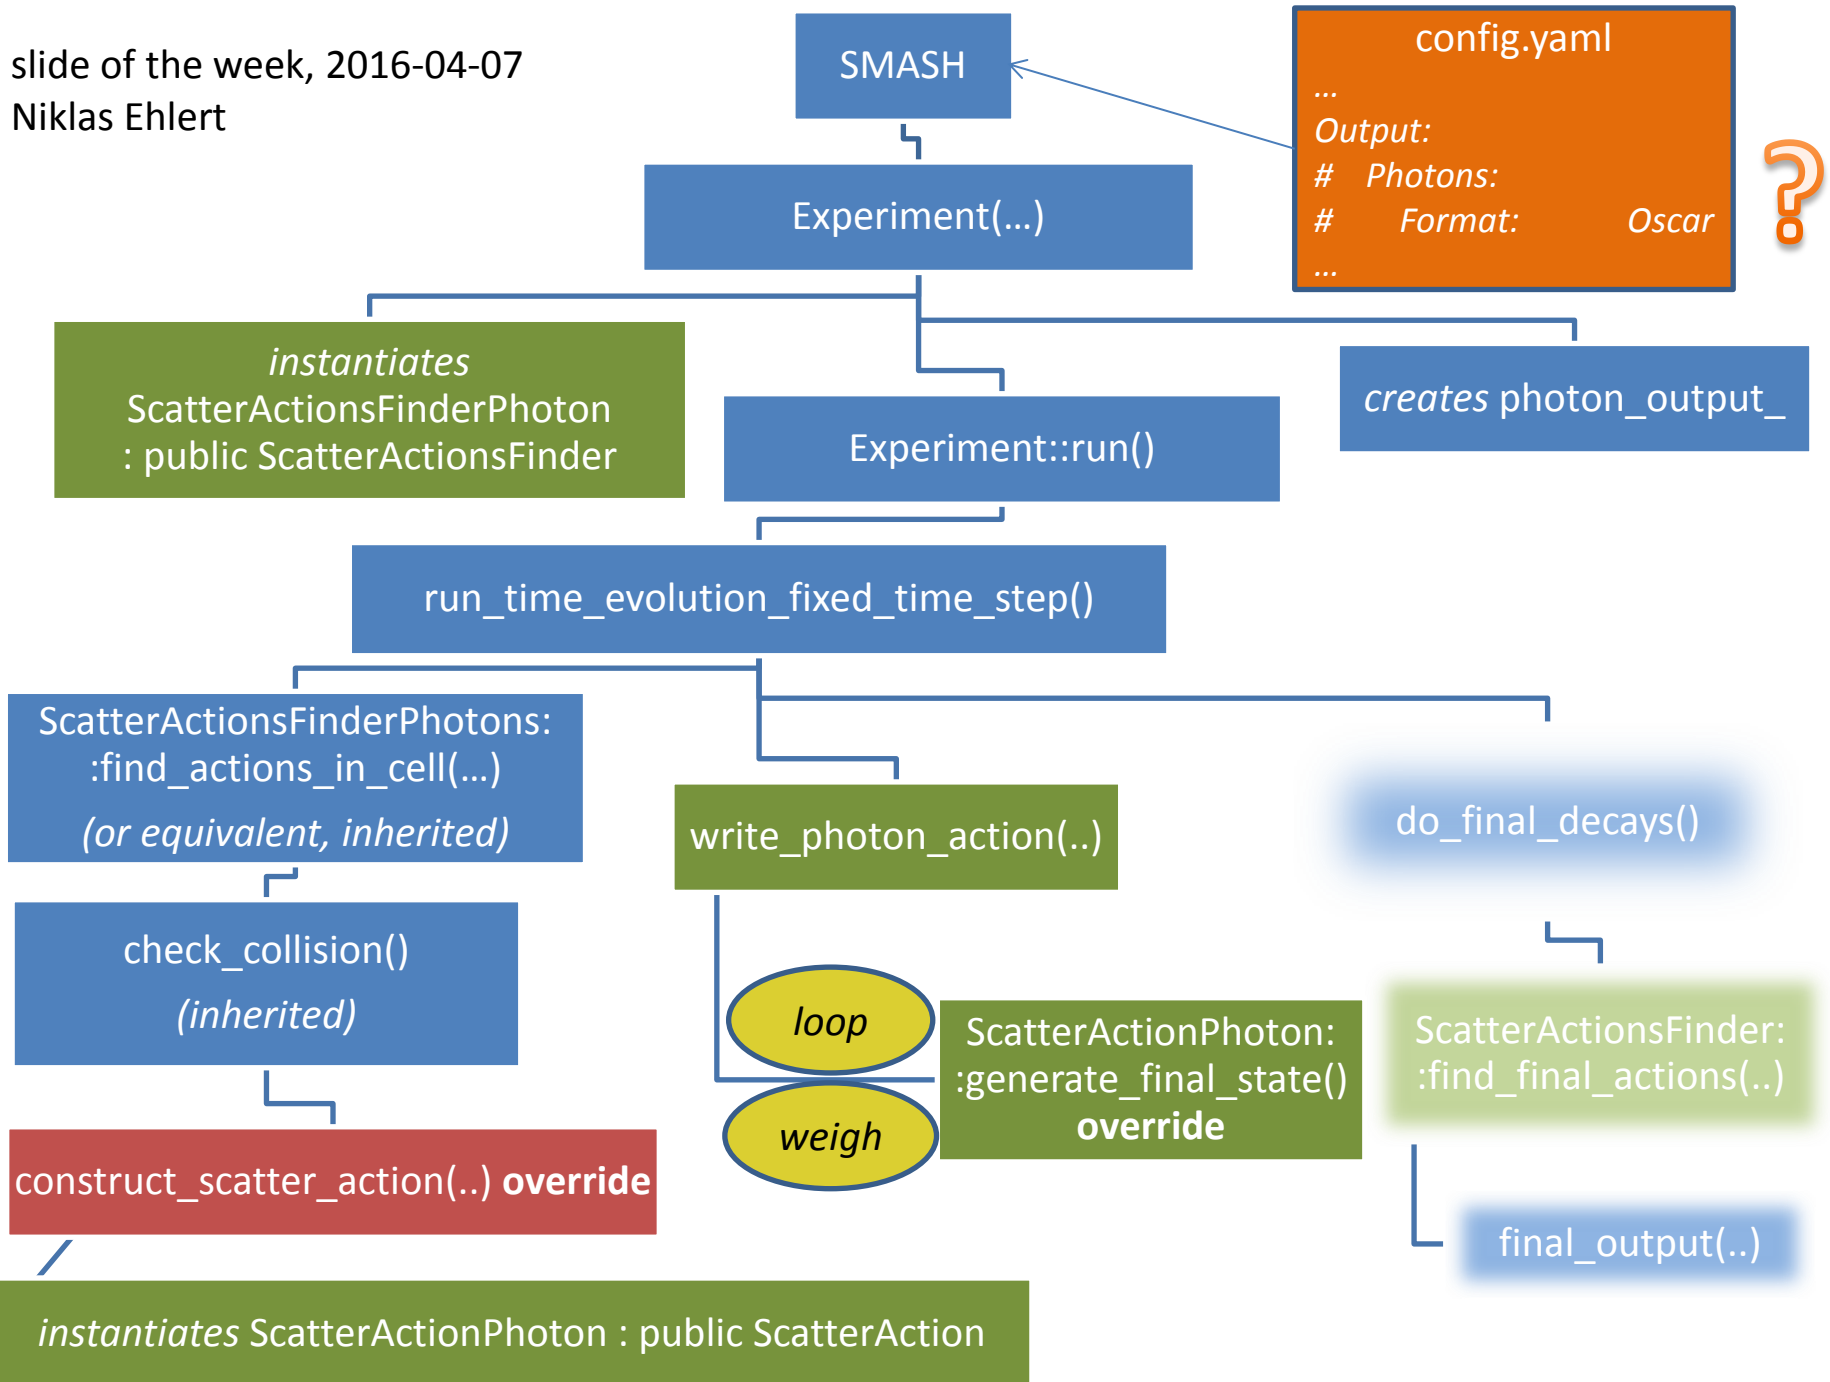 slide of the week, 2016-04-07
Niklas Ehlert
SMASH
config.yaml
...
Output:
# Photons:
# Format: Oscar
...
?
Experiment(...)
instantiates
ScatterActionsFinderPhoton
: public ScatterActionsFinder
Experiment::run()
creates photon_output_
run_time_evolution_fixed_time_step()
ScatterActionsFinderPhotons:
:find_actions_in_cell(...)
(or equivalent, inherited)
write_photon_action(..)
do_final_decays()
check_collision()
(inherited)
loop
weigh
ScatterActionPhoton:
:generate_final_state()
override
ScatterActionsFinder:
:find_final_actions(..)
construct_scatter_action(..) override
final_output(..)
instantiates ScatterActionPhoton : public ScatterAction